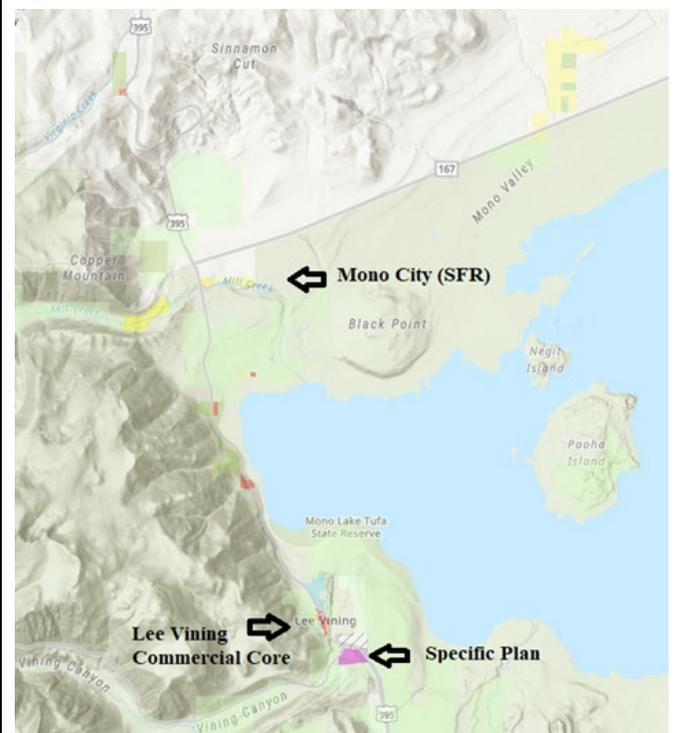 395
Sinnamon
Cut
Virginia Creek
167
Mono Valley
395
Copper
Mountain
Mill Creek
Mono City (SFR)
Mill Creek
Black Point
Negit
Island
Paoha
Island
Mono Lake Tufa
State Reserve
Lee Vining
Lee Vining
Commercial Core
Specific Plan
Vining Canyon
Vining Canyon
395